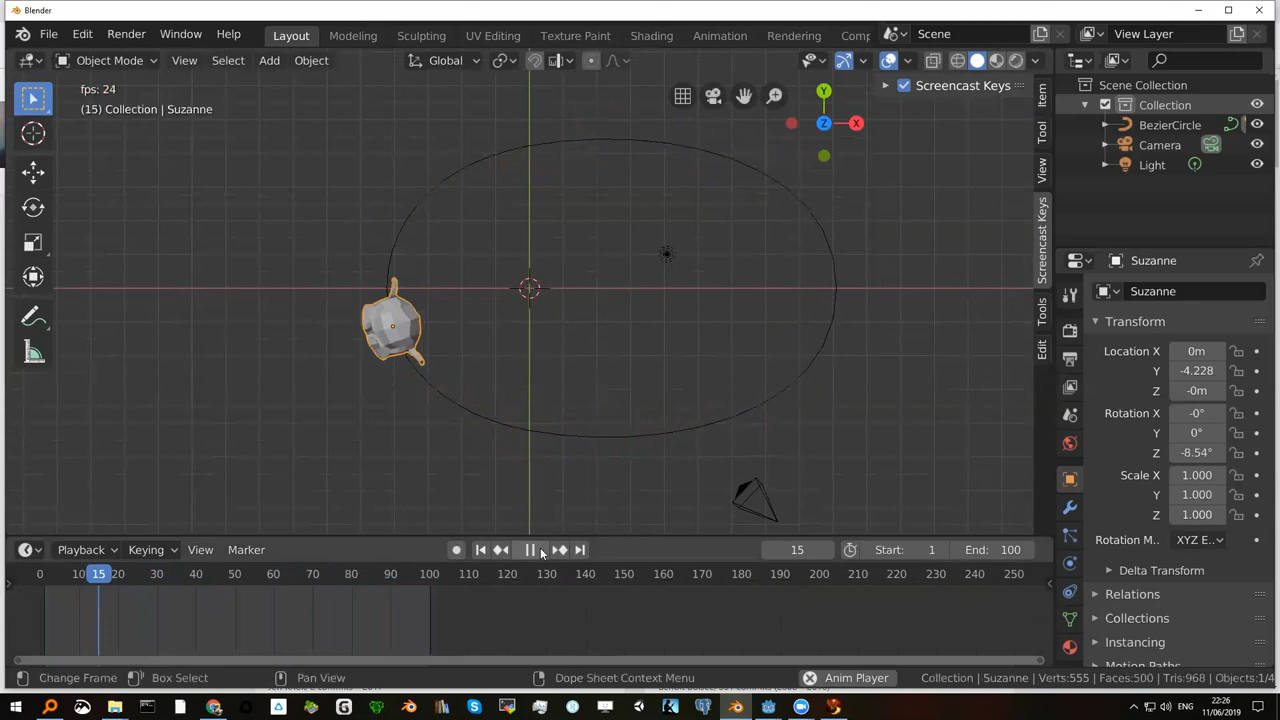 Blender
File Edit Render Window Help Layout Modeling Sculpting UV Editing Texture Paint Shading Animation Rendering Comp Scene View Layer
Object Mode View Select Add Object Global
fps: 24
(15) Collection | Suzanne
Screencast Keys
Y
Z X
Item
Tool
View
Screencast Keys
Tools
Edit
Scene Collection
Collection
BezierCircle
Camera
Light
Suzanne
Suzanne
Transform
Location X 0m
Y -4.228
Z -0m
Rotation X -0°
Y 0°
Z -8.54°
Scale X 1.000
Y 1.000
Z 1.000
Rotation M.. XYZ E..
Delta Transform
Relations
Collections
Instancing
Motion Paths
Playback Keying View Marker 15 Start: 1 End: 100
0 10 15 30 40 50 60 70 80 90 100 110 120 130 140 150 160 170 180 190 200 210 220 230 240 250
Change Frame Box Select Pan View Dope Sheet Context Menu Anim Player Collection | Suzanne | Verts:555 | Faces:500 | Tris:968 | Objects:1/4
ENG
22:26
11/06/2019